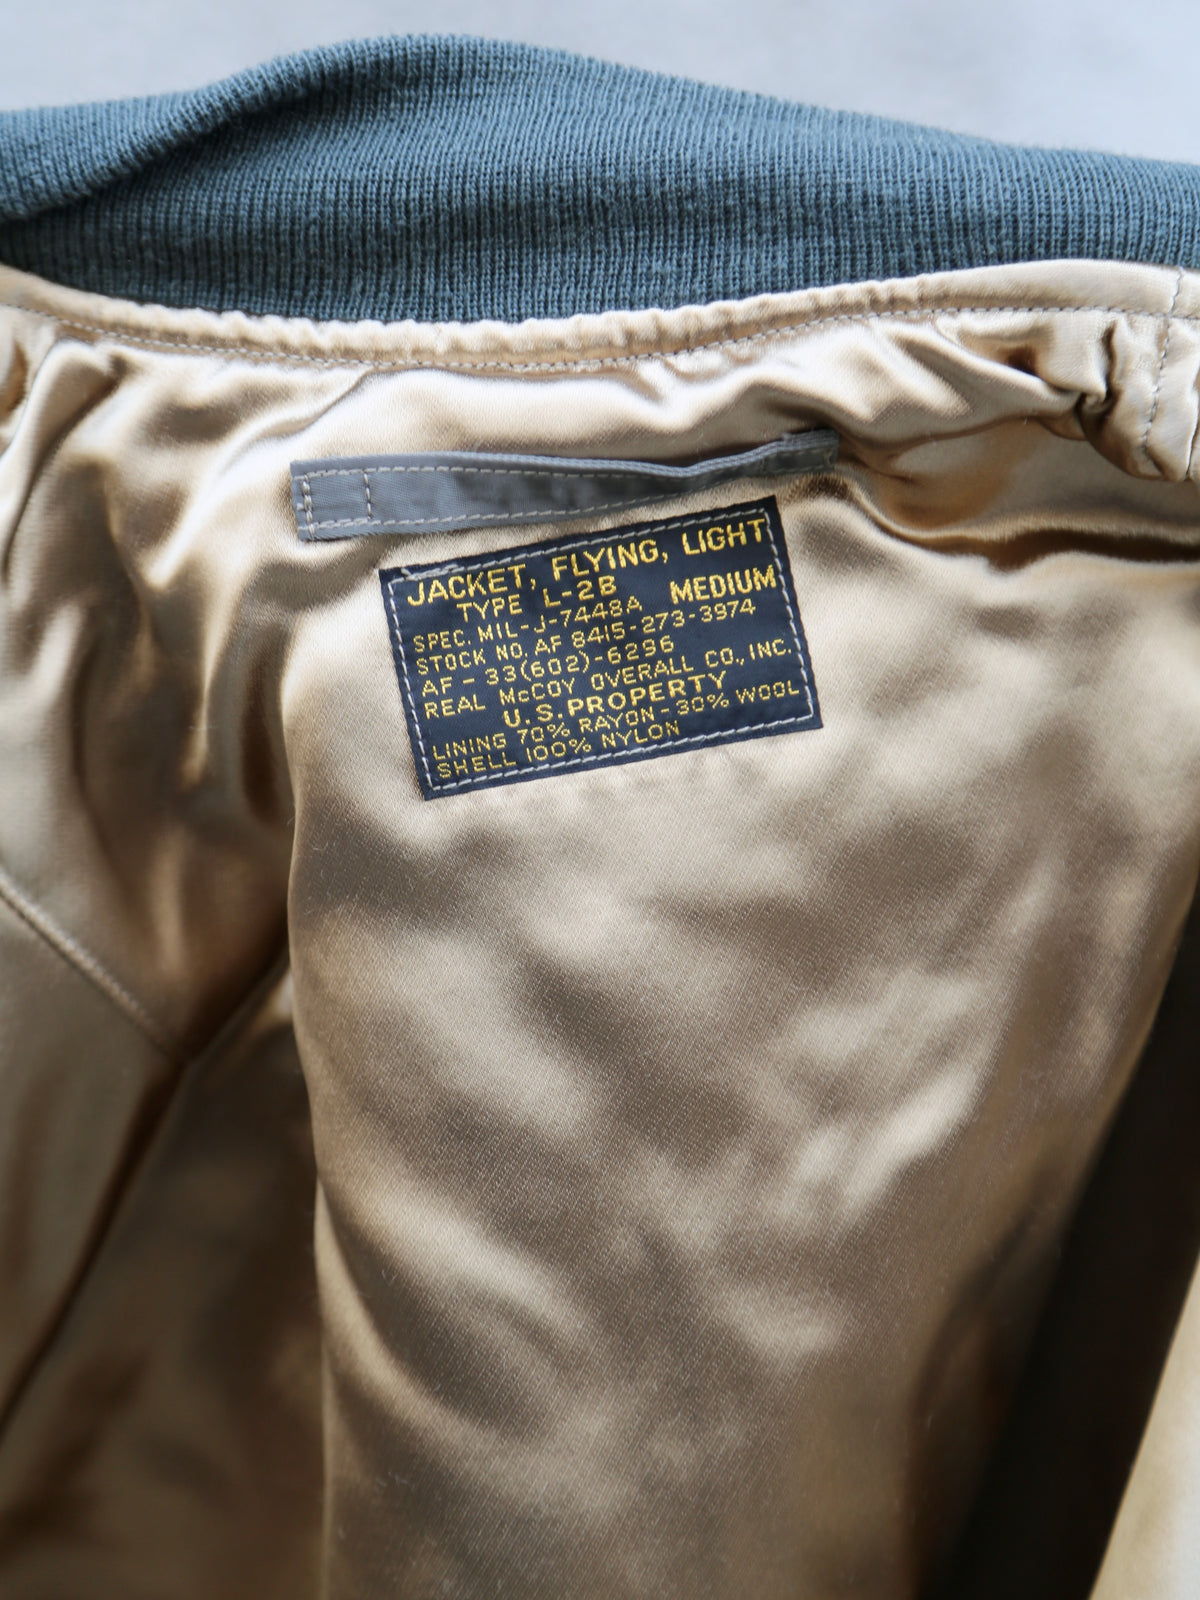 JACKET, FLYING, LIGHT
TYPE L-2B MEDIUM
SPEC. MIL-J-7448A
STOCK NO. AF 8415-273-3974
AF-33(602)-6296
REAL McCOY OVERALL CO., INC.
U.S. PROPERTY
LINING 70% RAYON-30% WOOL
SHELL 100% NYLON